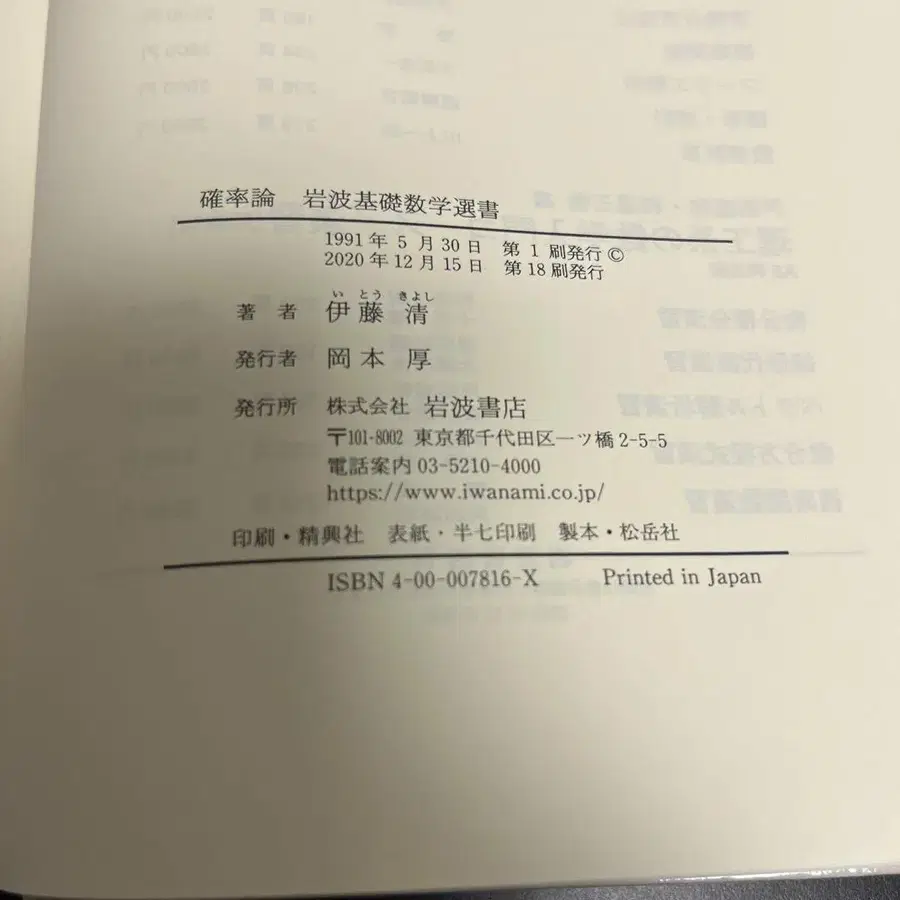 確率論 岩波基礎数学選書
1991年5月30日 第1刷発行©
2020年12月15日 第18刷発行
い とう きよし
著者 伊藤 清
発行者 岡本 厚
発行所 株式会社 岩波書店
〒101-8002 東京都千代田区一ツ橋2-5-5
電話案内 03-5210-4000
https://www.iwanami.co.jp/
印刷・精興社 表紙・半七印刷 製本・松岳社
ISBN 4-00-007816-X Printed in Japan